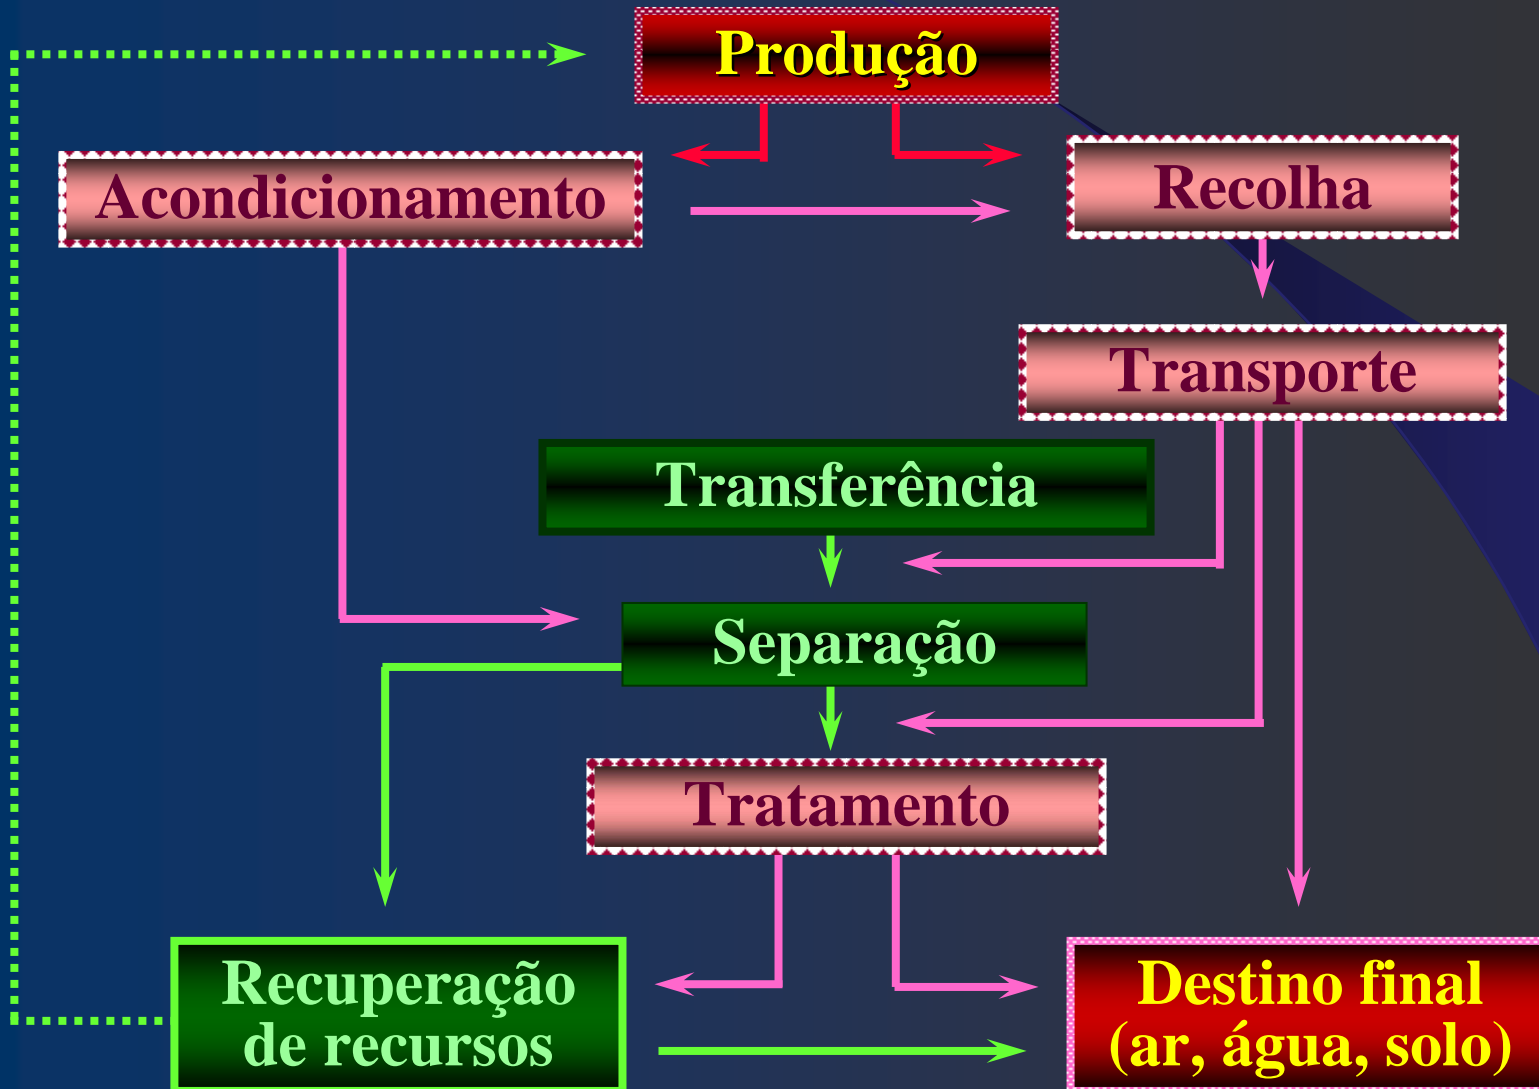 Produção
Acondicionamento
Recolha
Transporte
Transferência
Separação
Tratamento
Recuperação
de recursos
Destino final
(ar, água, solo)